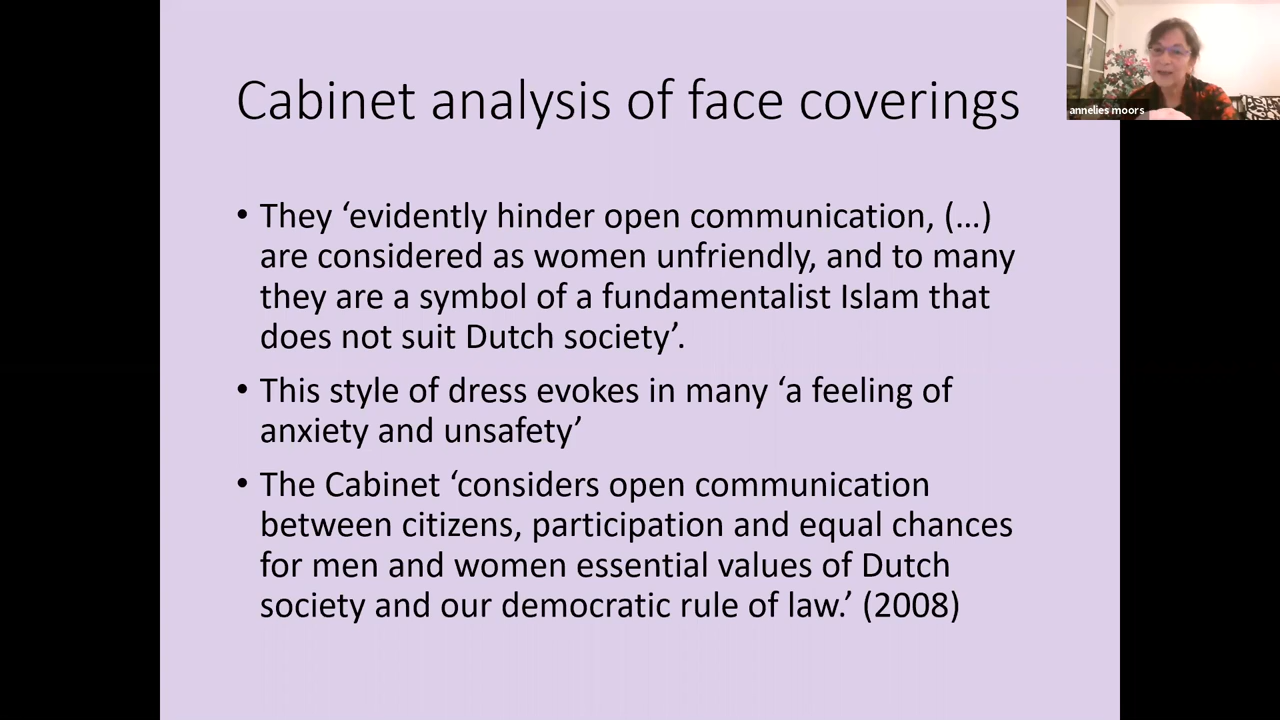 Cabinet analysis of face coverings
annelies moors
• They ‘evidently hinder open communication, (…)
are considered as women unfriendly, and to many
they are a symbol of a fundamentalist Islam that
does not suit Dutch society’.
• This style of dress evokes in many ‘a feeling of
anxiety and unsafety’
• The Cabinet ‘considers open communication
between citizens, participation and equal chances
for men and women essential values of Dutch
society and our democratic rule of law.’ (2008)